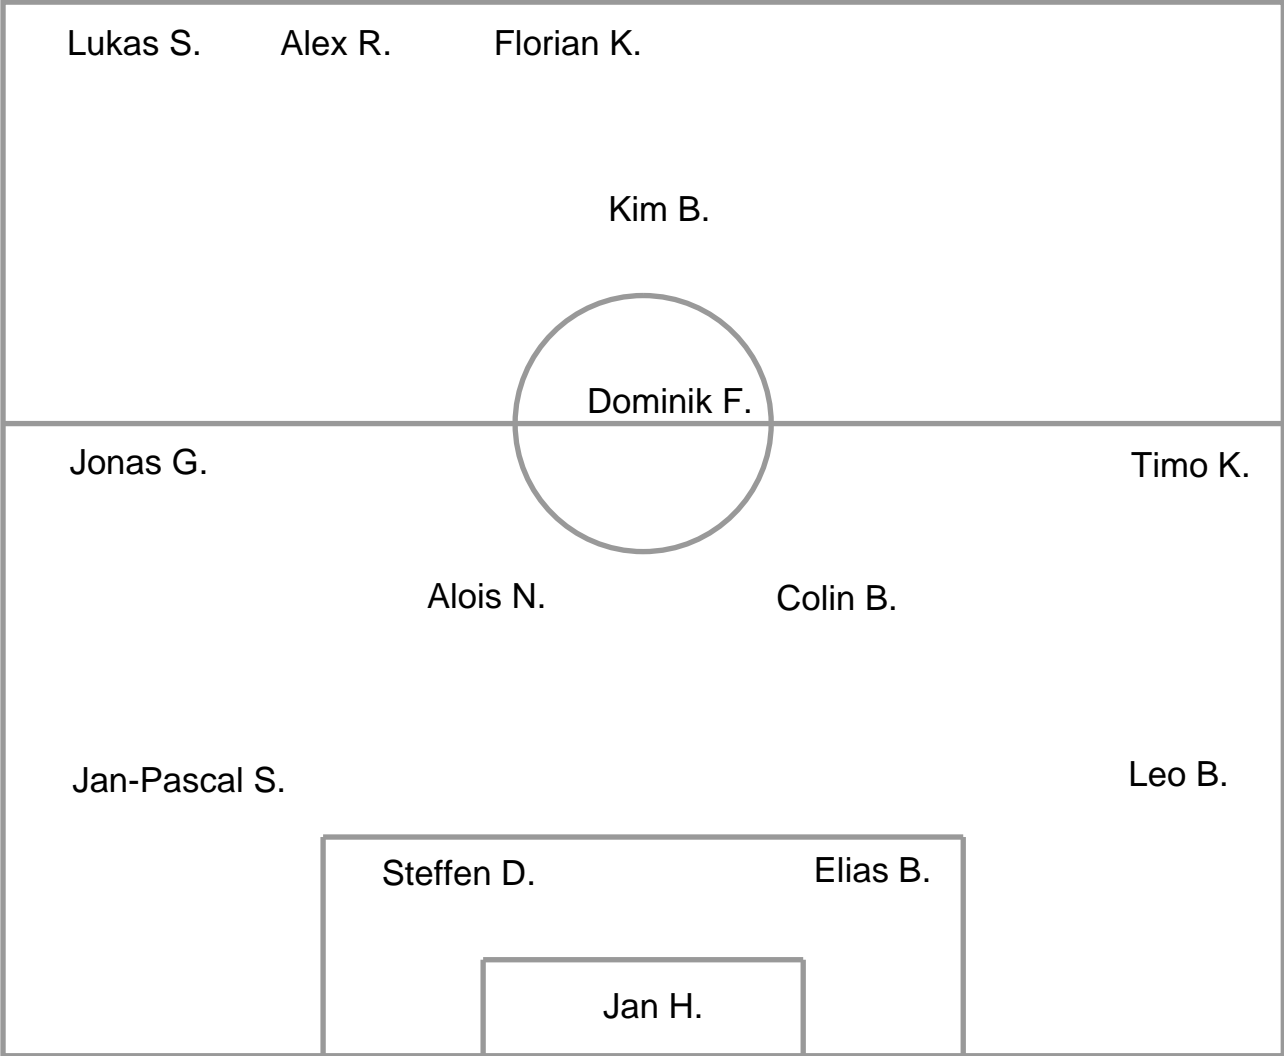 Lukas S. Alex R. Florian K.
Kim B.
Dominik F.
Jonas G. Timo K.
Alois N. Colin B.
Jan-Pascal S. Leo B.
Steffen D. Elias B.
Jan H.